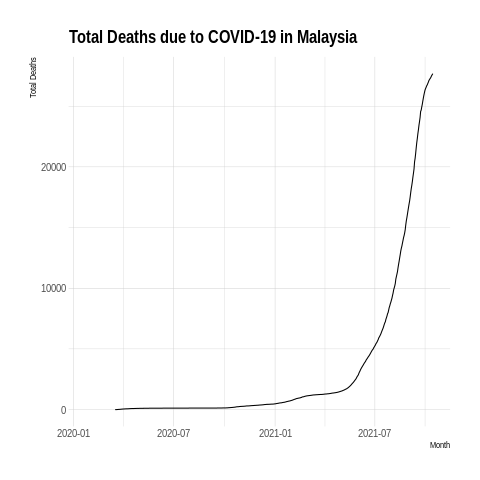 Total Deaths due to COVID-19 in Malaysia
Total Deaths
20000
10000
0
2020-01 2020-07 2021-01 2021-07
Month